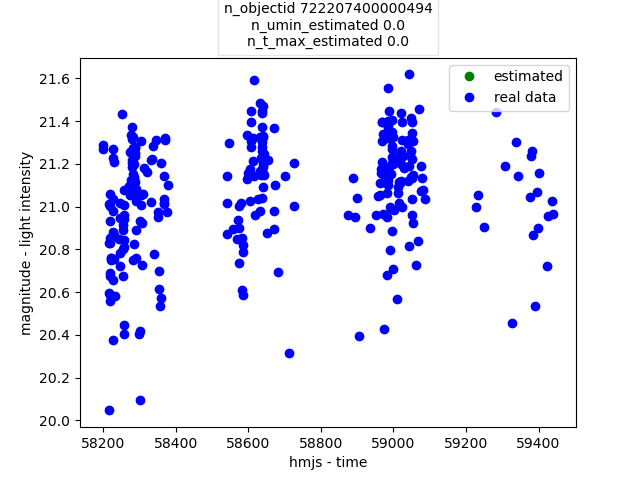 n_objectid 722207400000494
n_umin_estimated 0.0
n_t_max_estimated 0.0
estimated
real data
magnitude - light intensity
21.6
21.4
21.2
21.0
20.8
20.6
20.4
20.2
20.0
58200 58400 58600 58800 59000 59200 59400
hmjs - time